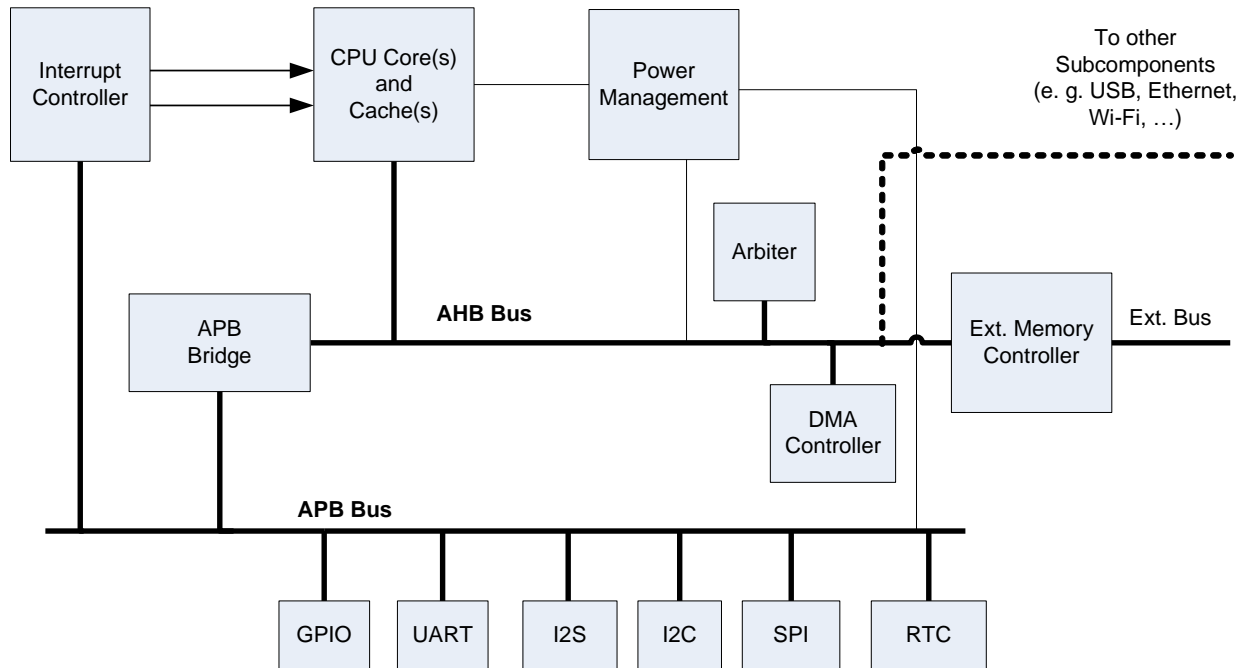 Interrupt
Controller
CPU Core(s)
and
Cache(s)
Power
Management
To other
Subcomponents
(e. g. USB, Ethernet,
Wi-Fi, …)
Arbiter
APB
Bridge
AHB Bus
Ext. Memory
Controller
Ext. Bus
DMA
Controller
APB Bus
GPIO
UART
I2S
I2C
SPI
RTC